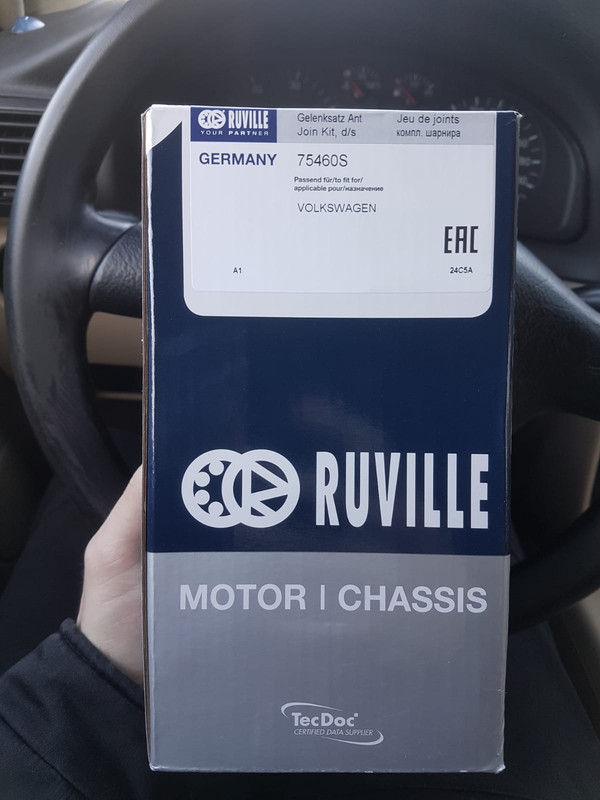 RUVILLE
YOUR PARTNER
Gelenksatz Ant
Join Kit, d/s
Jeu de joints
компл. шарнира
GERMANY 75460S
Passend für/to fit for/
applicable pour/назначение
VOLKSWAGEN
EAC
A1 24C5A
RUVILLE
MOTOR | CHASSIS
TecDoc
CERTIFIED DATA SUPPLIER